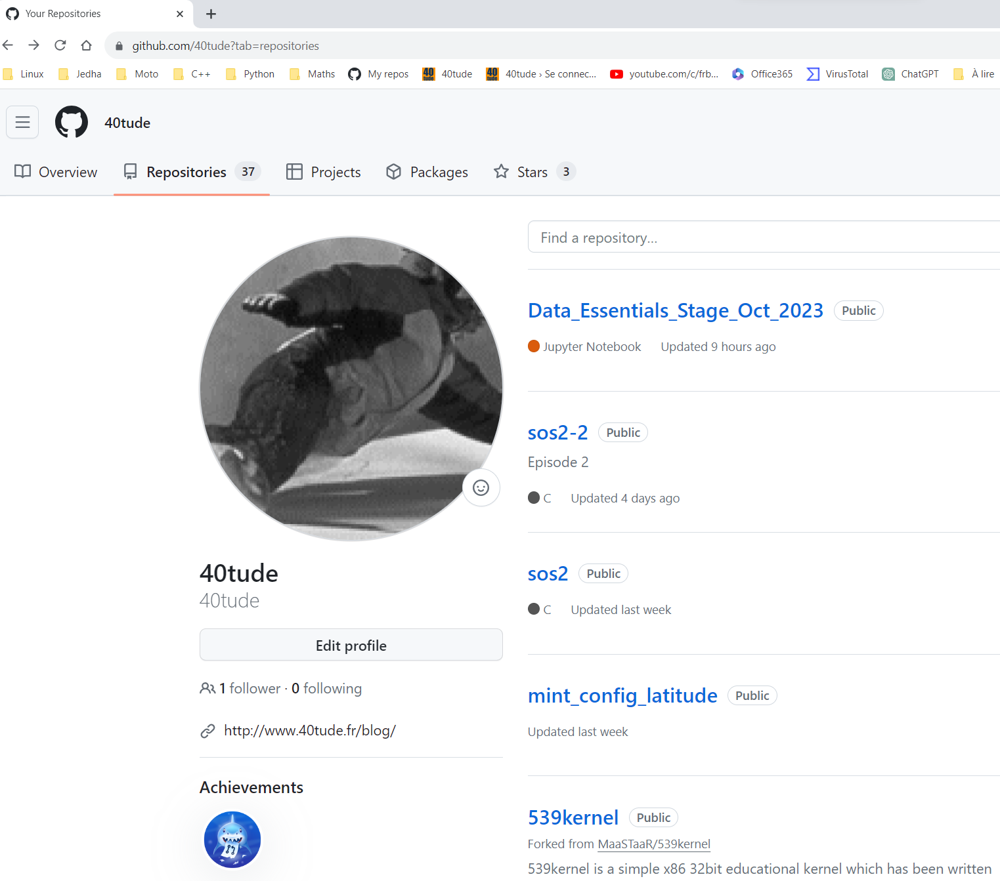 Your Repositories
github.com/40tude?tab=repositories
Linux Jedha Moto C++ Python Maths My repos 40tude 40tude › Se connec... youtube.com/c/frb... Office365 VirusTotal ChatGPT À lire
40tude
Overview Repositories 37 Projects Packages Stars 3
Find a repository...
Data_Essentials_Stage_Oct_2023 Public
Jupyter Notebook Updated 9 hours ago
sos2-2 Public
Episode 2
C Updated 4 days ago
sos2 Public
C Updated last week
mint_config_latitude Public
Updated last week
539kernel Public
Forked from MaaSTaaR/539kernel
539kernel is a simple x86 32bit educational kernel which has been written
40tude
40tude
Edit profile
1 follower · 0 following
http://www.40tude.fr/blog/
Achievements